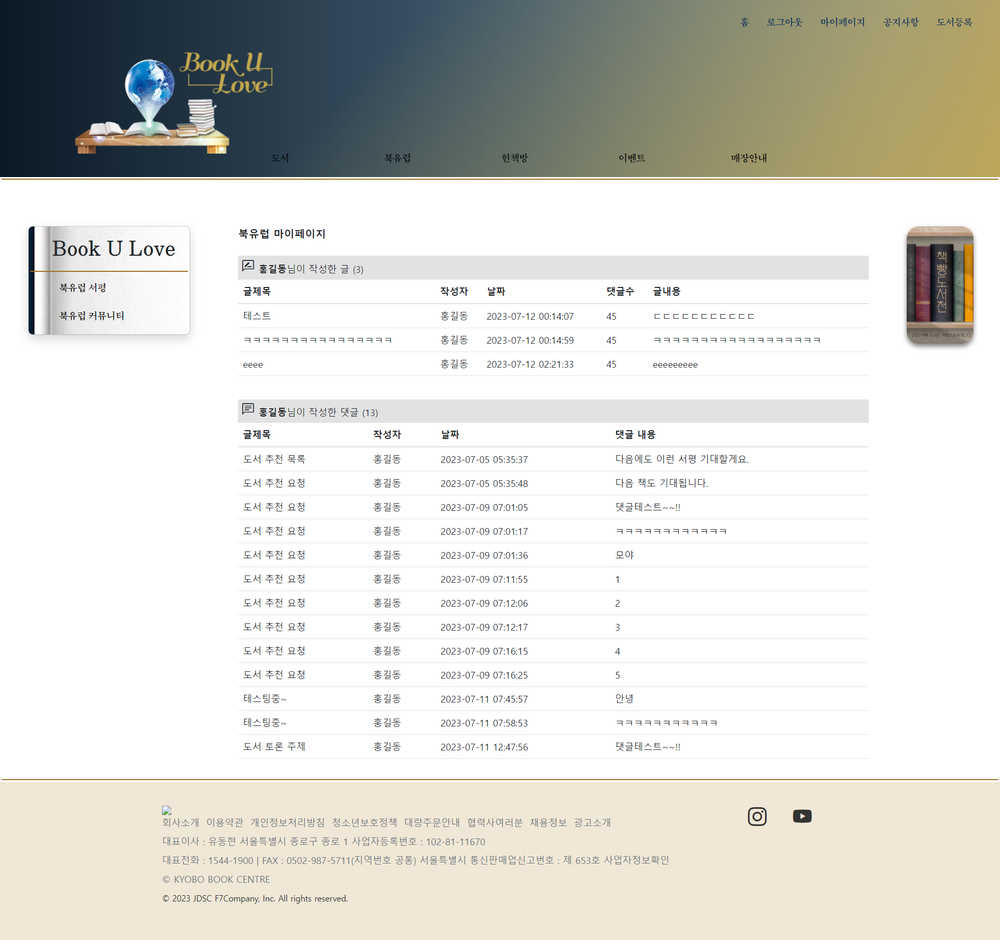 홈 로그아웃 마이페이지 공지사항 도서등록
Book U
Love
도서 북유럽 헌책방 이벤트 매장안내
Book U Love
북유럽 서평
북유럽 커뮤니티
북유럽 마이페이지
홍길동님이 작성한 글 (3)
글제목 작성자 날짜 댓글수 글내용
테스트 홍길동 2023-07-12 00:14:07 45 ㄷㄷㄷㄷㄷㄷㄷㄷㄷㄷㄷ
ㅋㅋㅋㅋㅋㅋㅋㅋㅋㅋㅋㅋㅋㅋㅋㅋ 홍길동 2023-07-12 00:14:59 45 ㅋㅋㅋㅋㅋㅋㅋㅋㅋㅋㅋㅋㅋㅋㅋㅋㅋㅋ
eeee 홍길동 2023-07-12 02:21:33 45 eeeeeeeee
홍길동님이 작성한 댓글 (13)
글제목 작성자 날짜 댓글 내용
도서 추천 목록 홍길동 2023-07-05 05:35:37 다음에도 이런 서평 기대할게요.
도서 추천 요청 홍길동 2023-07-05 05:35:48 다음 책도 기대됩니다.
도서 추천 요청 홍길동 2023-07-09 07:01:05 댓글테스트~~!!
도서 추천 요청 홍길동 2023-07-09 07:01:17 ㅋㅋㅋㅋㅋㅋㅋㅋㅋㅋㅋㅋ
도서 추천 요청 홍길동 2023-07-09 07:01:36 모야
도서 추천 요청 홍길동 2023-07-09 07:11:55 1
도서 추천 요청 홍길동 2023-07-09 07:12:06 2
도서 추천 요청 홍길동 2023-07-09 07:12:17 3
도서 추천 요청 홍길동 2023-07-09 07:16:15 4
도서 추천 요청 홍길동 2023-07-09 07:16:25 5
테스팅중~ 홍길동 2023-07-11 07:45:57 안녕
테스팅중~ 홍길동 2023-07-11 07:58:53 ㅋㅋㅋㅋㅋㅋㅋㅋㅋㅋㅋ
도서 토론 주제 홍길동 2023-07-11 12:47:56 댓글테스트~~!!
책빵도서전
회사소개 이용약관 개인정보처리방침 청소년보호정책 대량주문안내 협력사여러분 채용정보 광고소개
대표이사 : 유동현 서울특별시 종로구 종로 1 사업자등록번호 : 102-81-11670
대표전화 : 1544-1900 | FAX : 0502-987-5711(지역번호 공통) 서울특별시 통신판매업신고번호 : 제 653호 사업자정보확인
© KYOBO BOOK CENTRE
© 2023 JDSC F7Company, Inc. All rights reserved.